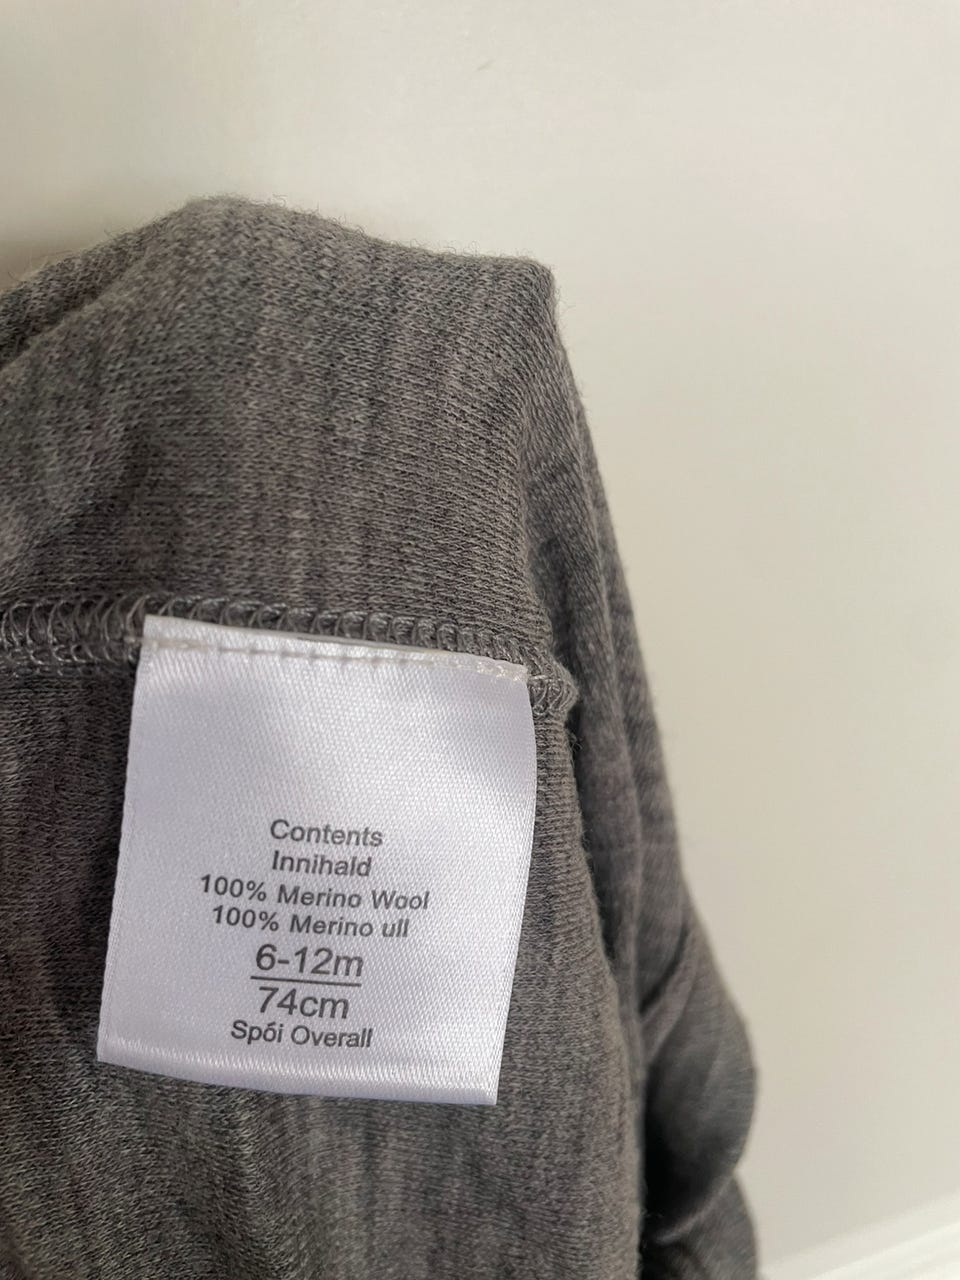 Contents
Innihald
100% Merino Wool
100% Merino ull
6-12m
74cm
Spói Overall